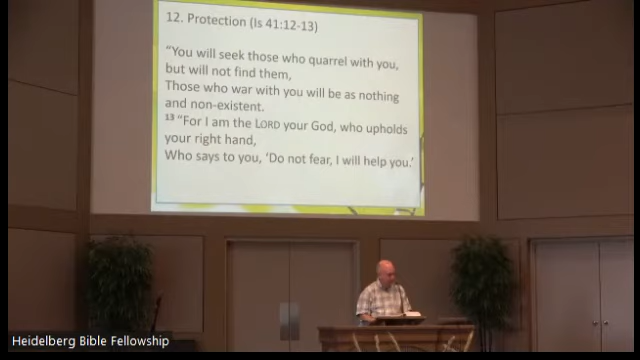 12. Protection (Is 41:12-13)
“You will seek those who quarrel with you,
but will not find them,
Those who war with you will be as nothing
and non-existent.
13 “For I am the LORD your God, who upholds
your right hand,
Who says to you, ‘Do not fear, I will help you.’
Heidelberg Bible Fellowship